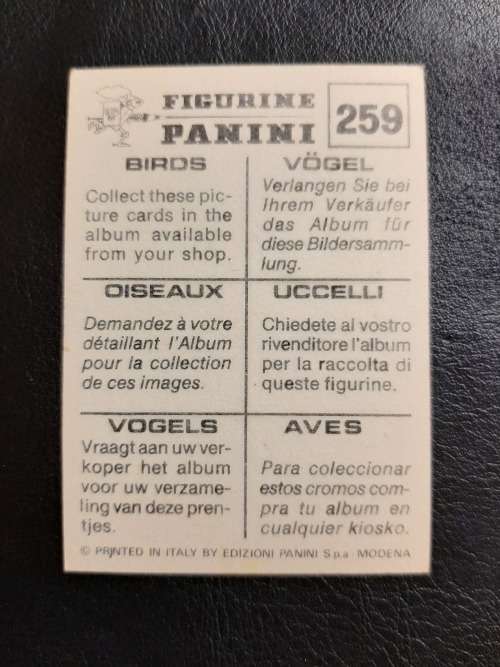 FIGURINE
PANINI
259
BIRDS
Collect these pic-
ture cards in the
album available
from your shop.
VÖGEL
Verlangen Sie bei
Ihrem Verkäufer
das Album für
diese Bildersamm-
lung.
OISEAUX
Demandez à votre
détaillant l'Album
pour la collection
de ces images.
UCCELLI
Chiedete al vostro
rivenditore l'album
per la raccolta di
queste figurine.
VOGELS
Vraagt aan uw ver-
koper het album
voor uw verzame-
ling van deze pren-
tjes.
AVES
Para coleccionar
estos cromos com-
pra tu album en
cualquier kiosko.
© PRINTED IN ITALY BY EDIZIONI PANINI S.p.a - MODENA